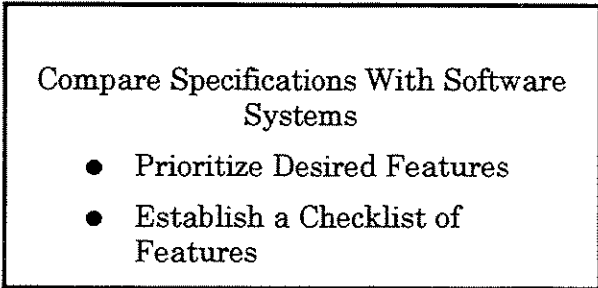 Compare Specifications With Software
Systems
● Prioritize Desired Features
● Establish a Checklist of
Features